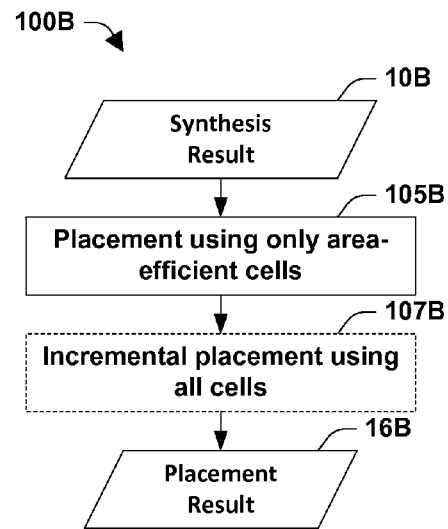 100B
10B
Synthesis
Result
105B
Placement using only area-
efficient cells
107B
Incremental placement using
all cells
16B
Placement
Result